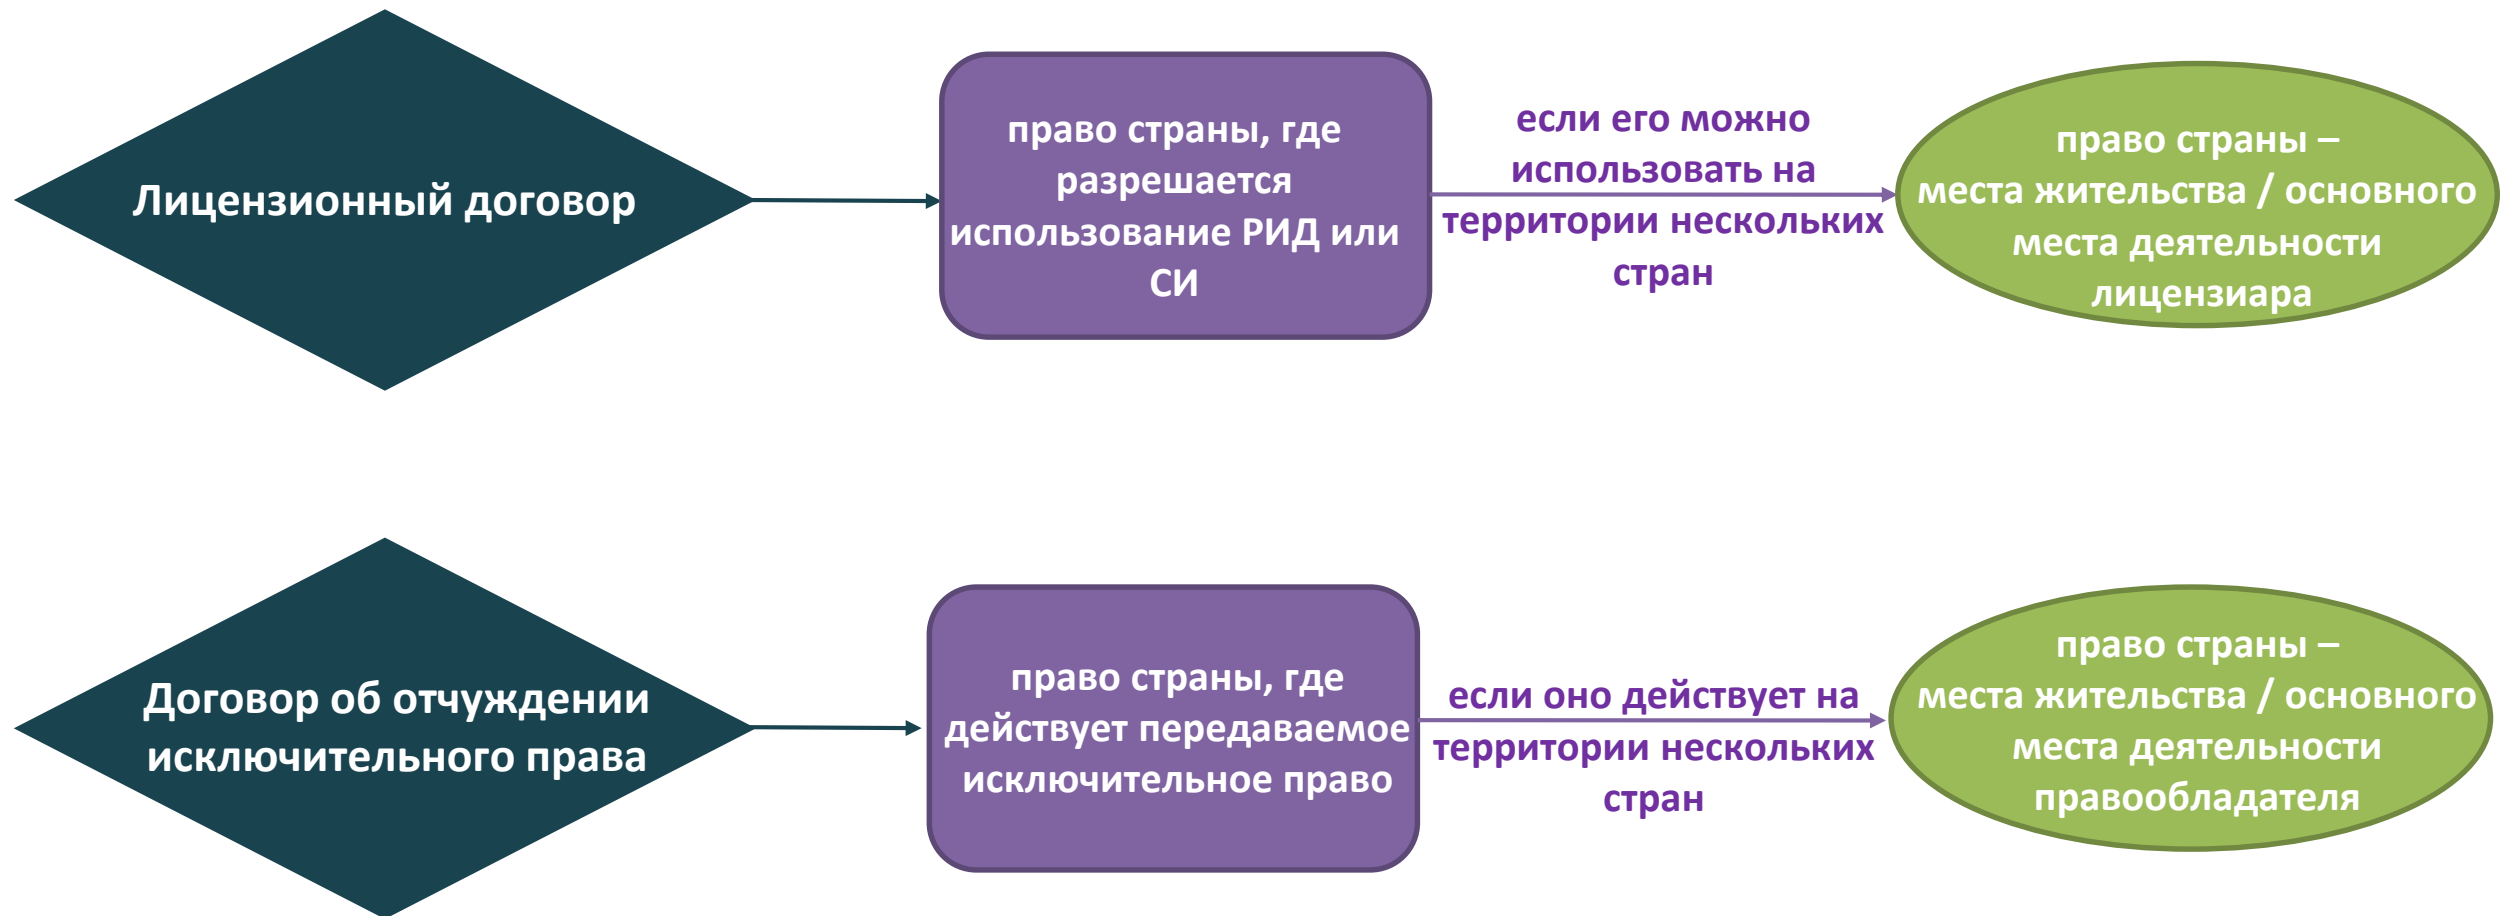 Лицензионный договор
право страны, где
разрешается
использование РИД или
СИ
если его можно
использовать на
территории нескольких
стран
право страны –
места жительства / основного
места деятельности
лицензиара
Договор об отчуждении
исключительного права
право страны, где
действует передаваемое
исключительное право
если оно действует на
территории нескольких
стран
право страны –
места жительства / основного
места деятельности
правообладателя